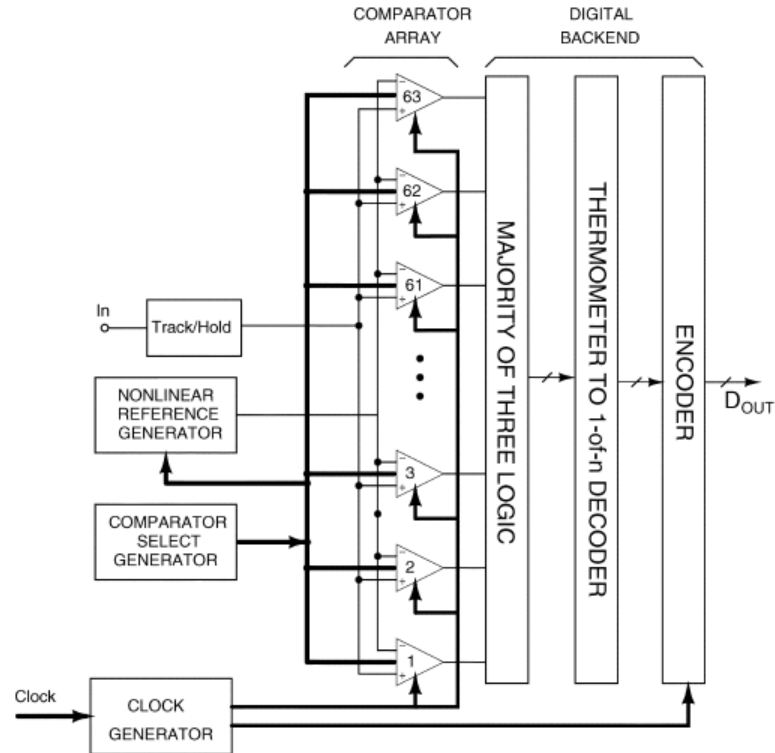 COMPARATOR
ARRAY
DIGITAL
BACKEND
63
62
61
3
2
1
In
Track/Hold
NONLINEAR
REFERENCE
GENERATOR
COMPARATOR
SELECT
GENERATOR
Clock
CLOCK
GENERATOR
MAJORITY OF THREE LOGIC
THERMOMETER TO 1-of-n DECODER
ENCODER
DOUT